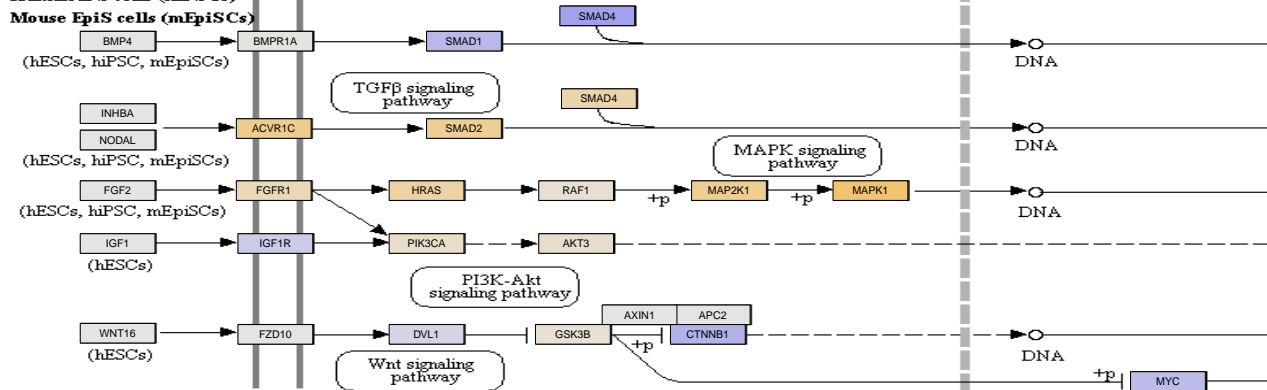 Mouse EpiS cells (mEpiSCs)
SMAD4
BMP4
BMPR1A
SMAD1
(hESCs, hiPSC, mEpiSCs)
DNA
TGFβ signaling
pathway
SMAD4
INHBA
ACVR1C
SMAD2
NODAL
(hESCs, hiPSC, mEpiSCs)
DNA
MAPK signaling
pathway
FGF2
FGFR1
HRAS
RAF1
+p
MAP2K1
+p
MAPK1
(hESCs, hiPSC, mEpiSCs)
DNA
IGF1
IGF1R
PIK3CA
AKT3
(hESCs)
PI3K-Akt
signaling pathway
AXIN1
APC2
WNT16
FZD10
DVL1
GSK3B
+p
CTNNB1
(hESCs)
DNA
Wnt signaling
pathway
+p
MYC